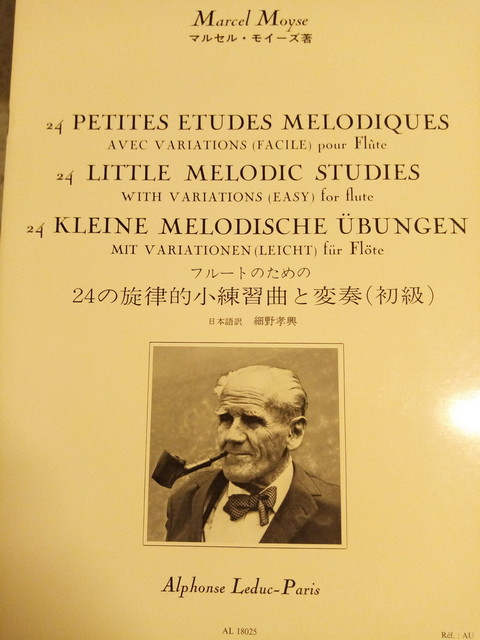 Marcel Moyse
マルセル・モイーズ著
24 PETITES ETUDES MELODIQUES
AVEC VARIATIONS (FACILE) pour Flûte
24 LITTLE MELODIC STUDIES
WITH VARIATIONS (EASY) for flute
24 KLEINE MELODISCHE ÜBUNGEN
MIT VARIATIONEN (LEICHT) für Flöte
フルートのための
24の旋律的小練習曲と変奏(初級)
日本語訳 細野孝興
Alphonse Leduc-Paris
AL 18025
Réf. : AU